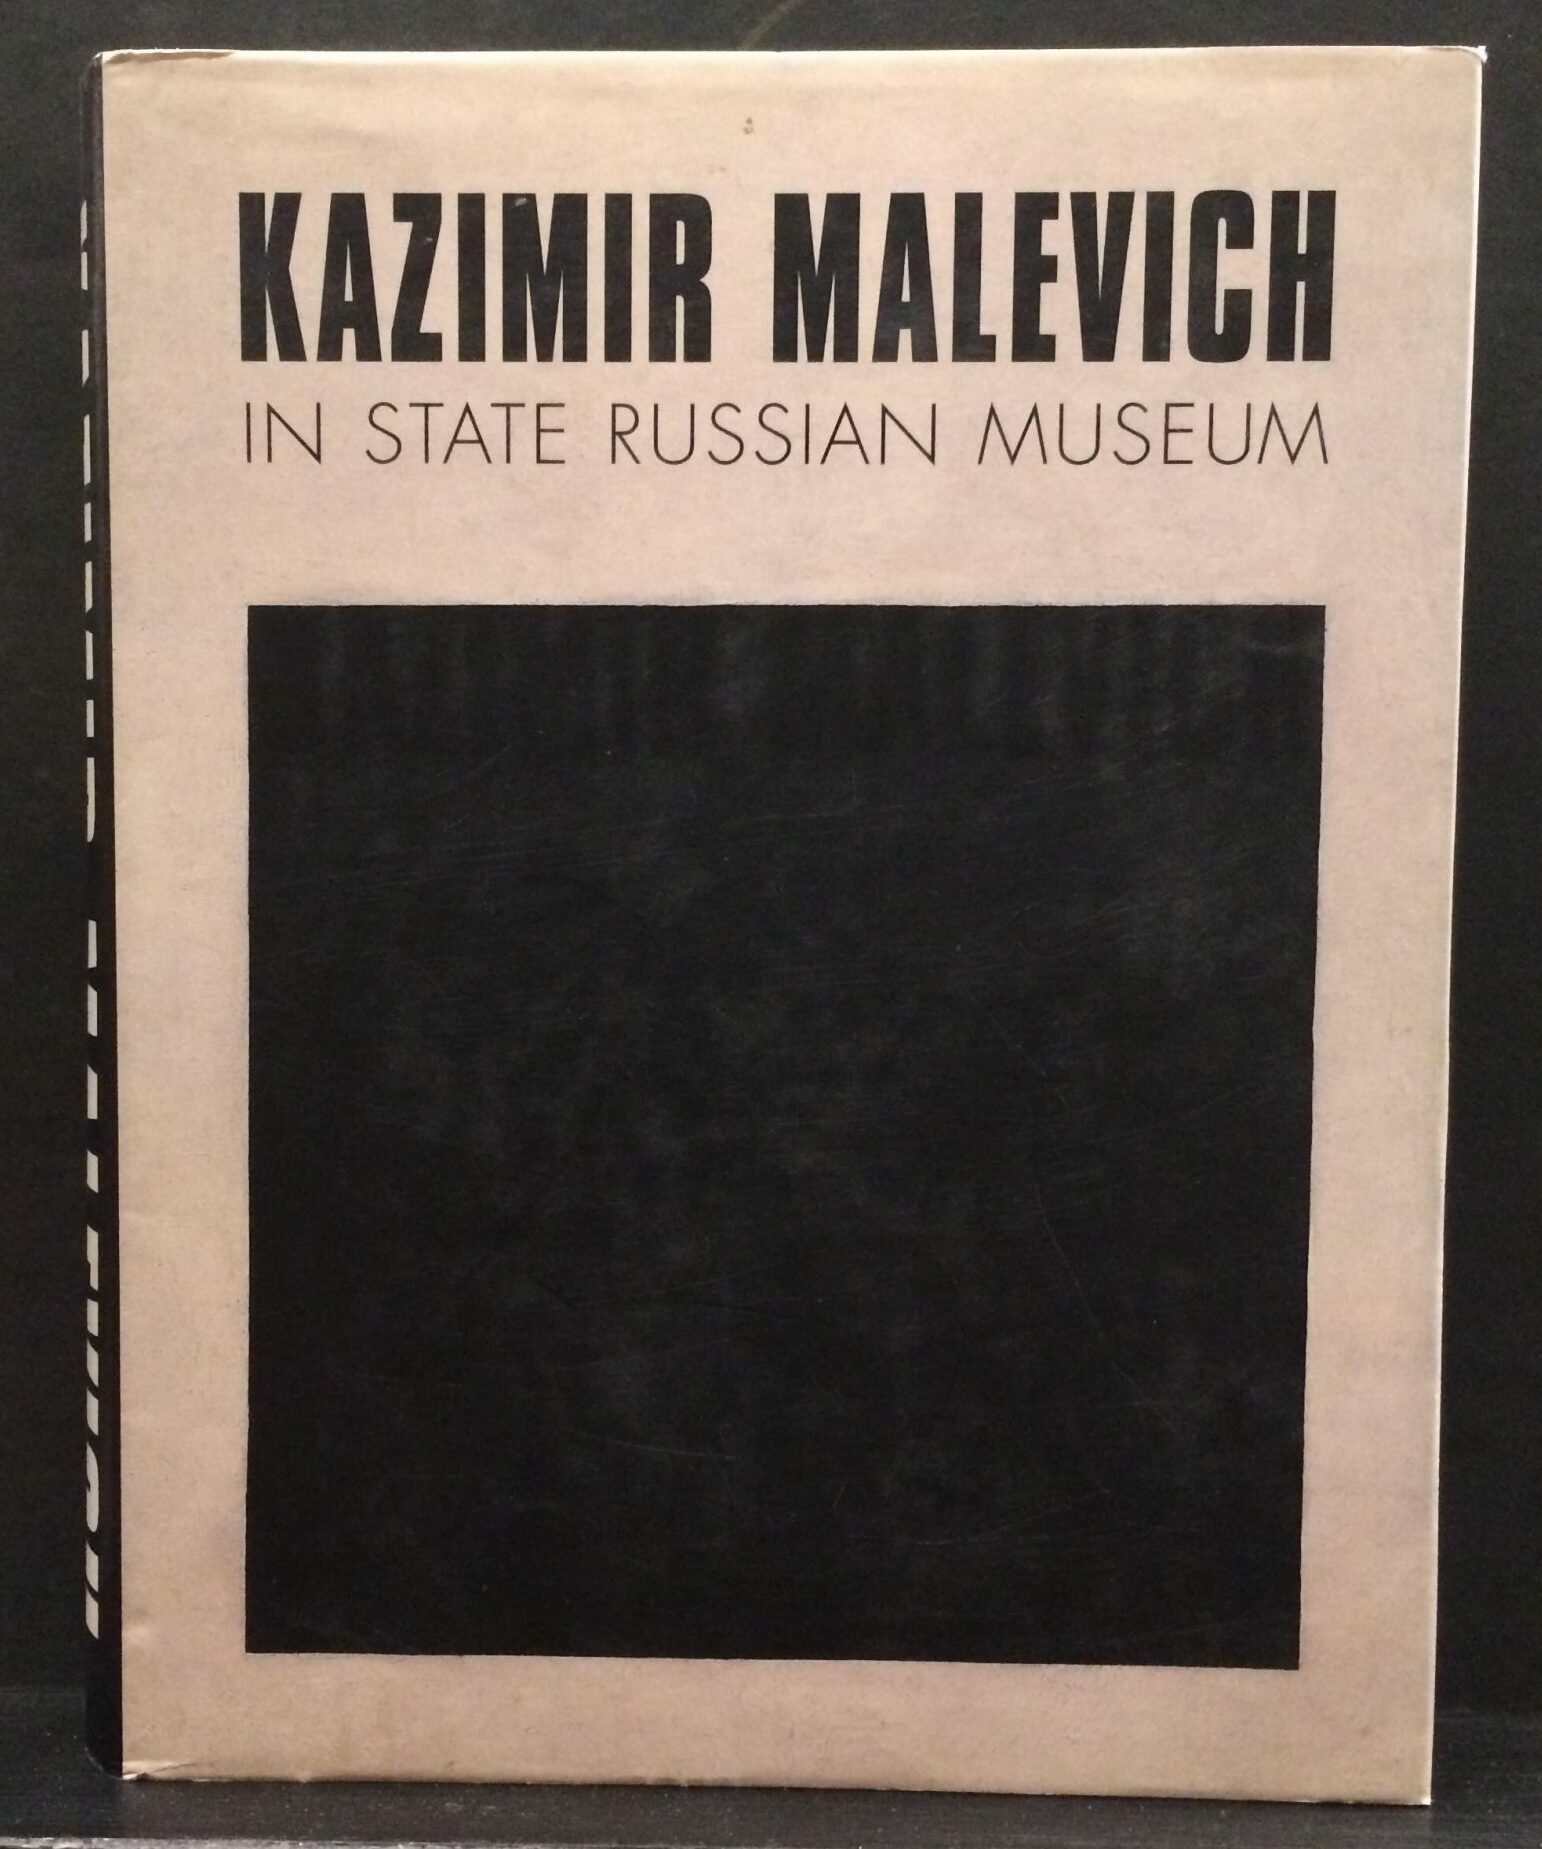 KAZIMIR MALEVICH
IN STATE RUSSIAN MUSEUM